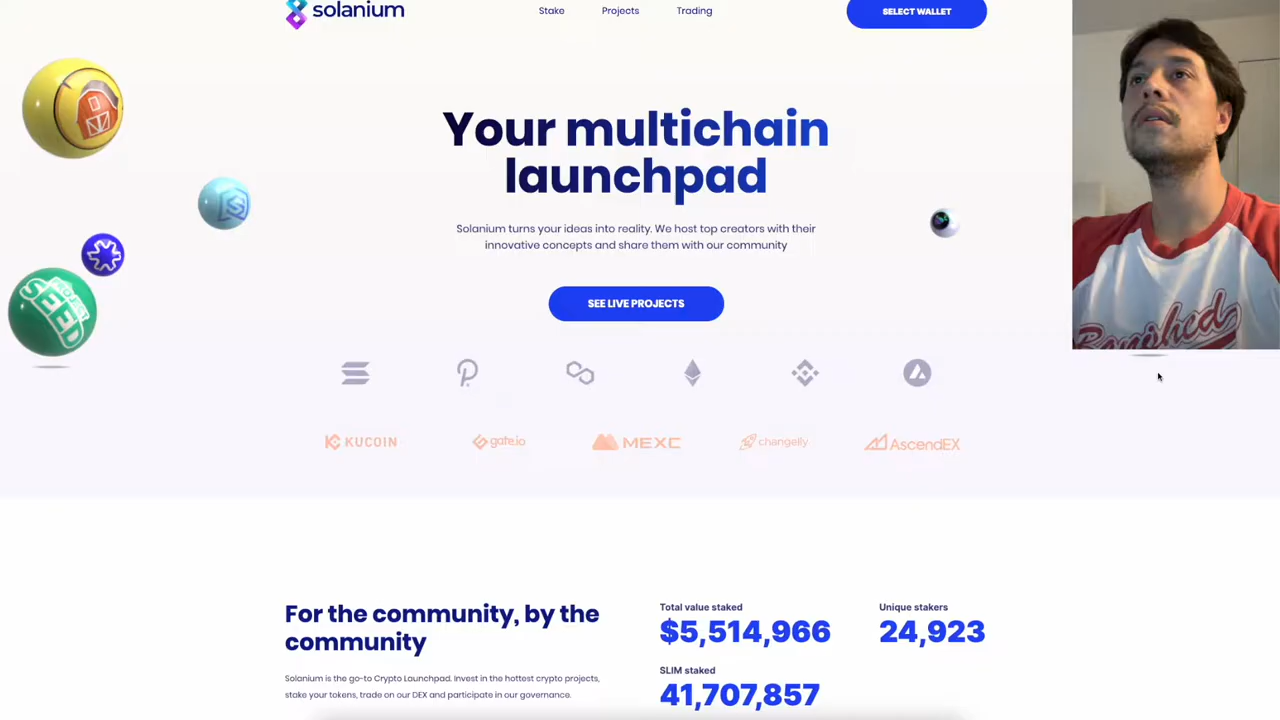 solanium
Stake
Projects
Trading
SELECT WALLET
Your multichain
launchpad
Solanium turns your ideas into reality. We host top creators with their
innovative concepts and share them with our community
SEE LIVE PROJECTS
PROJECT
SEED
KUCOIN
gate.io
MEXC
changelly
AscendEX
Banished
For the community, by the
community
Solanium is the go-to Crypto Launchpad. Invest in the hottest crypto projects,
stake your tokens, trade on our DEX and participate in our governance.
Total value staked
$5,514,966
Unique stakers
24,923
SLIM staked
41,707,857